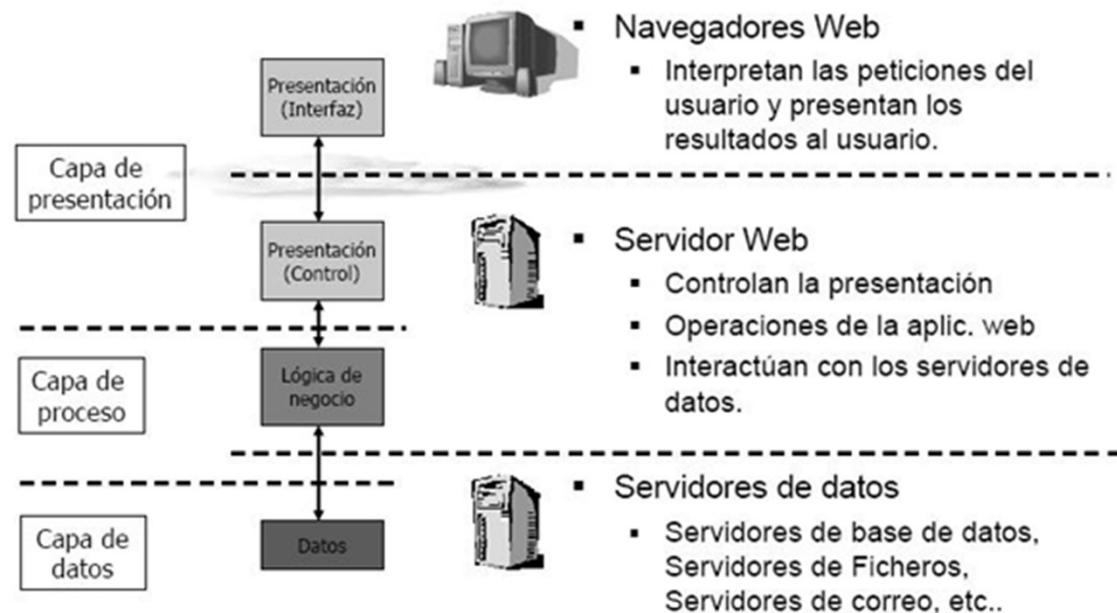 Navegadores Web
Interpretan las peticiones del
usuario y presentan los
resultados al usuario.
Presentación
(Interfaz)
Capa de
presentación
Presentación
(Control)
Servidor Web
Controlan la presentación
Operaciones de la aplic. web
Interactúan con los servidores de
datos.
Capa de
proceso
Lógica de
negocio
Servidores de datos
Servidores de base de datos,
Servidores de Ficheros,
Servidores de correo, etc..
Capa de
datos
Datos